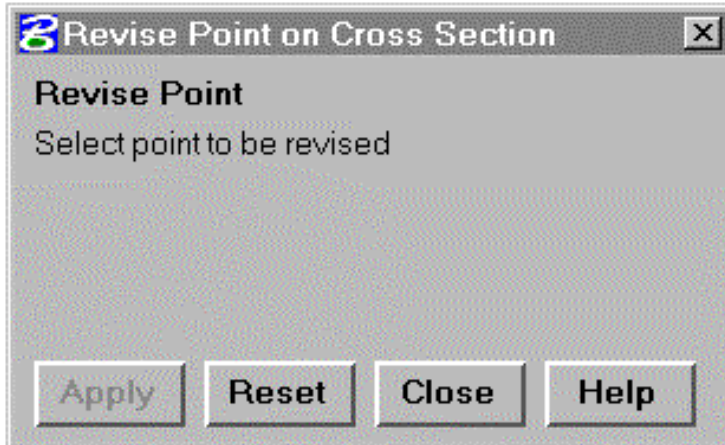 Revise Point on Cross Section
Revise Point
Select point to be revised
Apply Reset Close Help